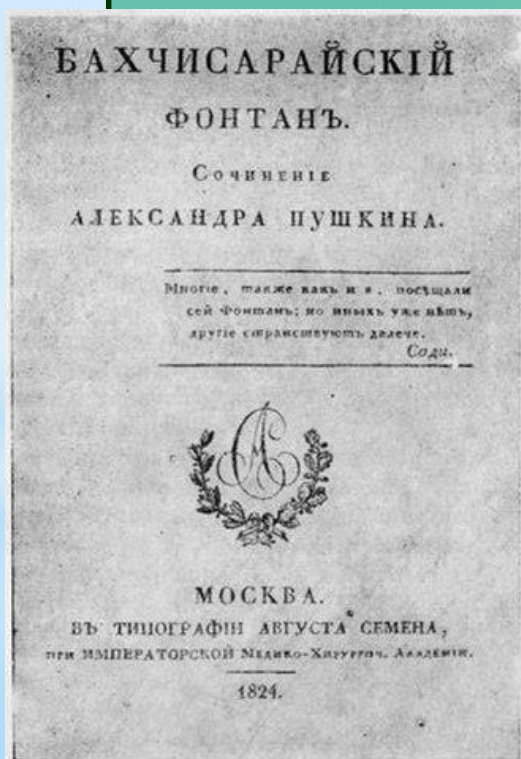 БАХЧИСАРАЙСКІЙ
ФОНТАНЪ.
Сочиненіе
АЛЕКСАНДРА ПУШКИНА.
Многіе, также какъ и я, посѣщали
сей Фонтанъ; но иныхъ уже нѣтъ,
другіе странствуютъ далече.
Сади.
МОСКВА.
ВЪ ТИПОГРАФІИ АВГУСТА СЕМЕНА,
при ИМПЕРАТОРСКОЙ Медико-Хирургич. Академіи.
1824.